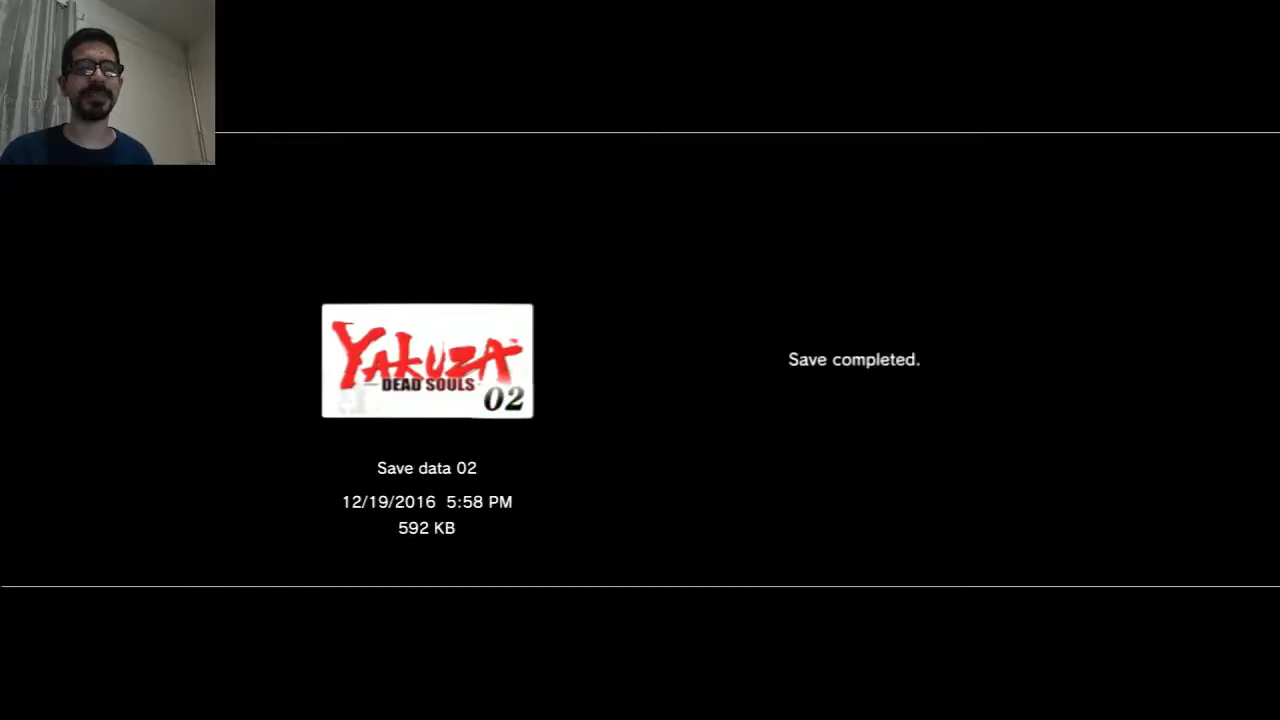 YAKUZA
DEAD SOULS
02
Save completed.
Save data 02
12/19/2016 5:58 PM
592 KB